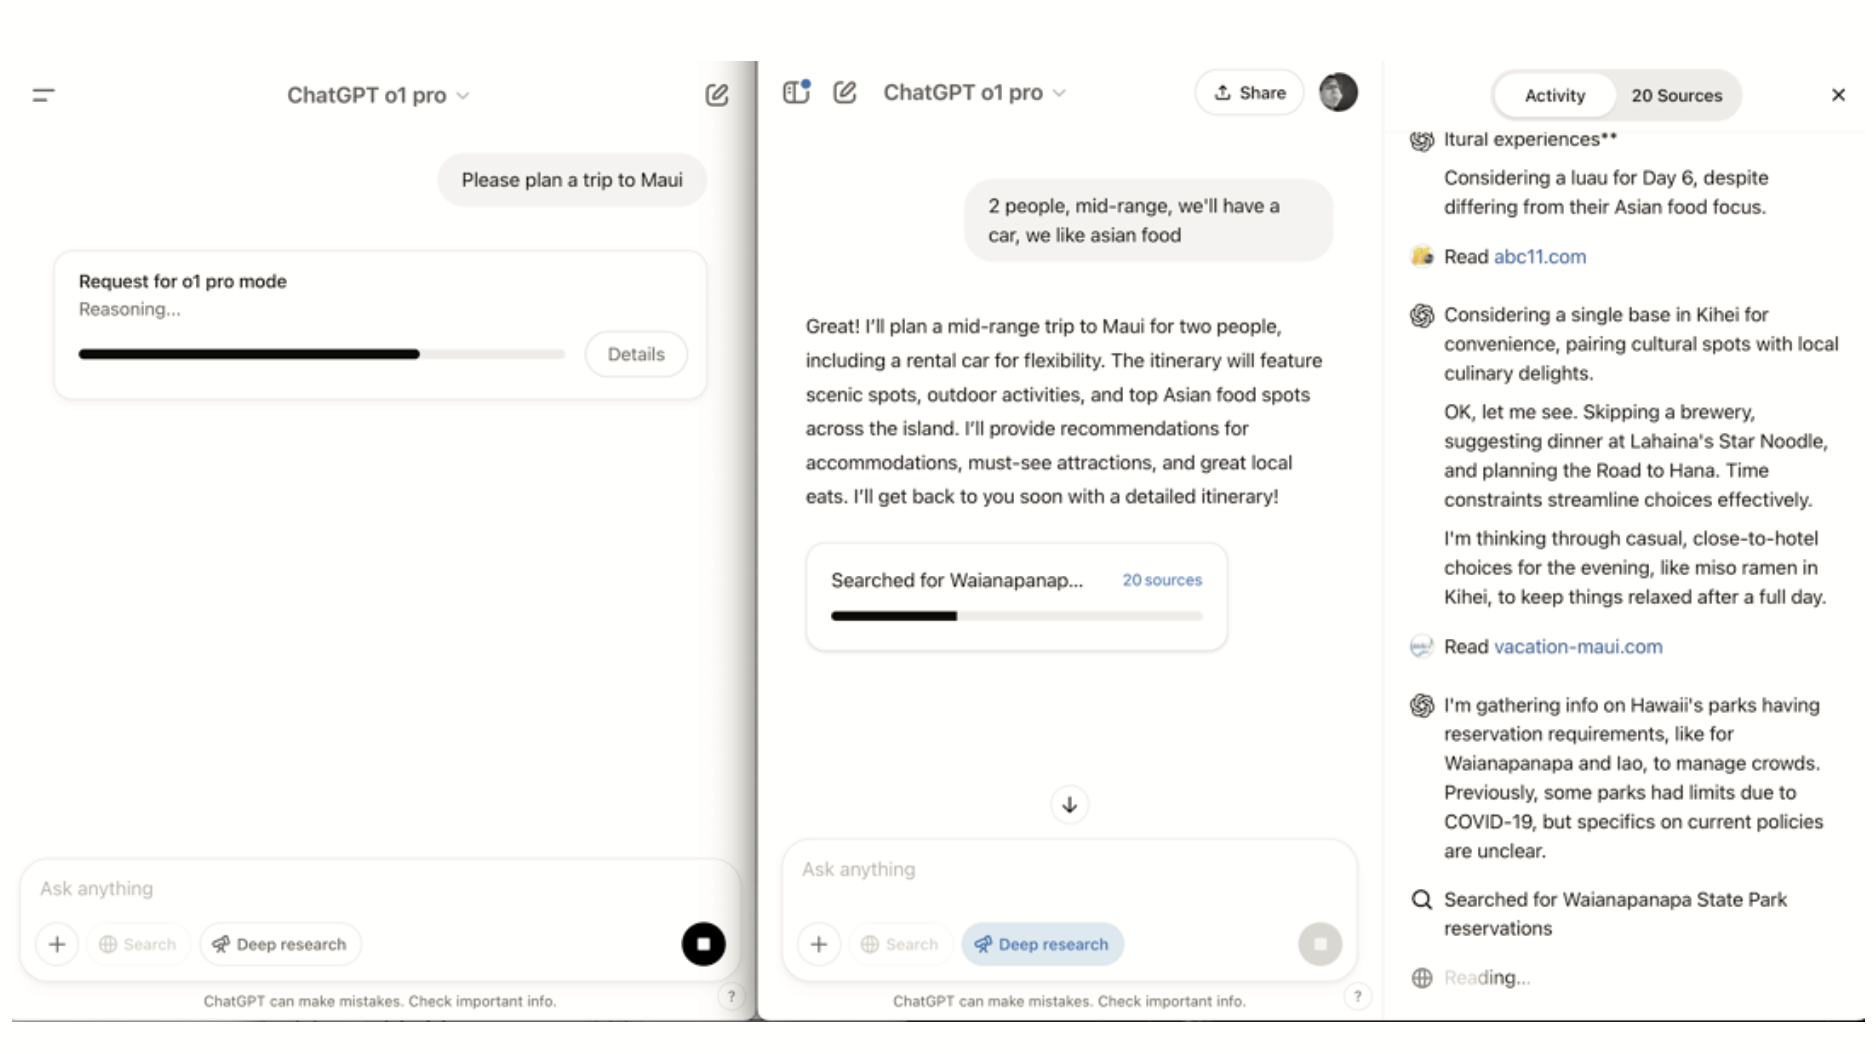 ChatGPT o1 pro
Please plan a trip to Maui
Request for o1 pro mode
Reasoning...
Details
Ask anything
Search
Deep research
ChatGPT can make mistakes. Check important info.
?
ChatGPT o1 pro
Share
2 people, mid-range, we'll have a
car, we like asian food
Great! I'll plan a mid-range trip to Maui for two people,
including a rental car for flexibility. The itinerary will feature
scenic spots, outdoor activities, and top Asian food spots
across the island. I'll provide recommendations for
accommodations, must-see attractions, and great local
eats. I'll get back to you soon with a detailed itinerary!
Searched for Waianapanap...
20 sources
Ask anything
Search
Deep research
ChatGPT can make mistakes. Check important info.
?
Activity
20 Sources
ltural experiences**
Considering a luau for Day 6, despite
differing from their Asian food focus.
Read abc11.com
Considering a single base in Kihei for
convenience, pairing cultural spots with local
culinary delights.
OK, let me see. Skipping a brewery,
suggesting dinner at Lahaina's Star Noodle,
and planning the Road to Hana. Time
constraints streamline choices effectively.
I'm thinking through casual, close-to-hotel
choices for the evening, like miso ramen in
Kihei, to keep things relaxed after a full day.
Read vacation-maui.com
I'm gathering info on Hawaii's parks having
reservation requirements, like for
Waianapanapa and Iao, to manage crowds.
Previously, some parks had limits due to
COVID-19, but specifics on current policies
are unclear.
Searched for Waianapanapa State Park
reservations
Reading...